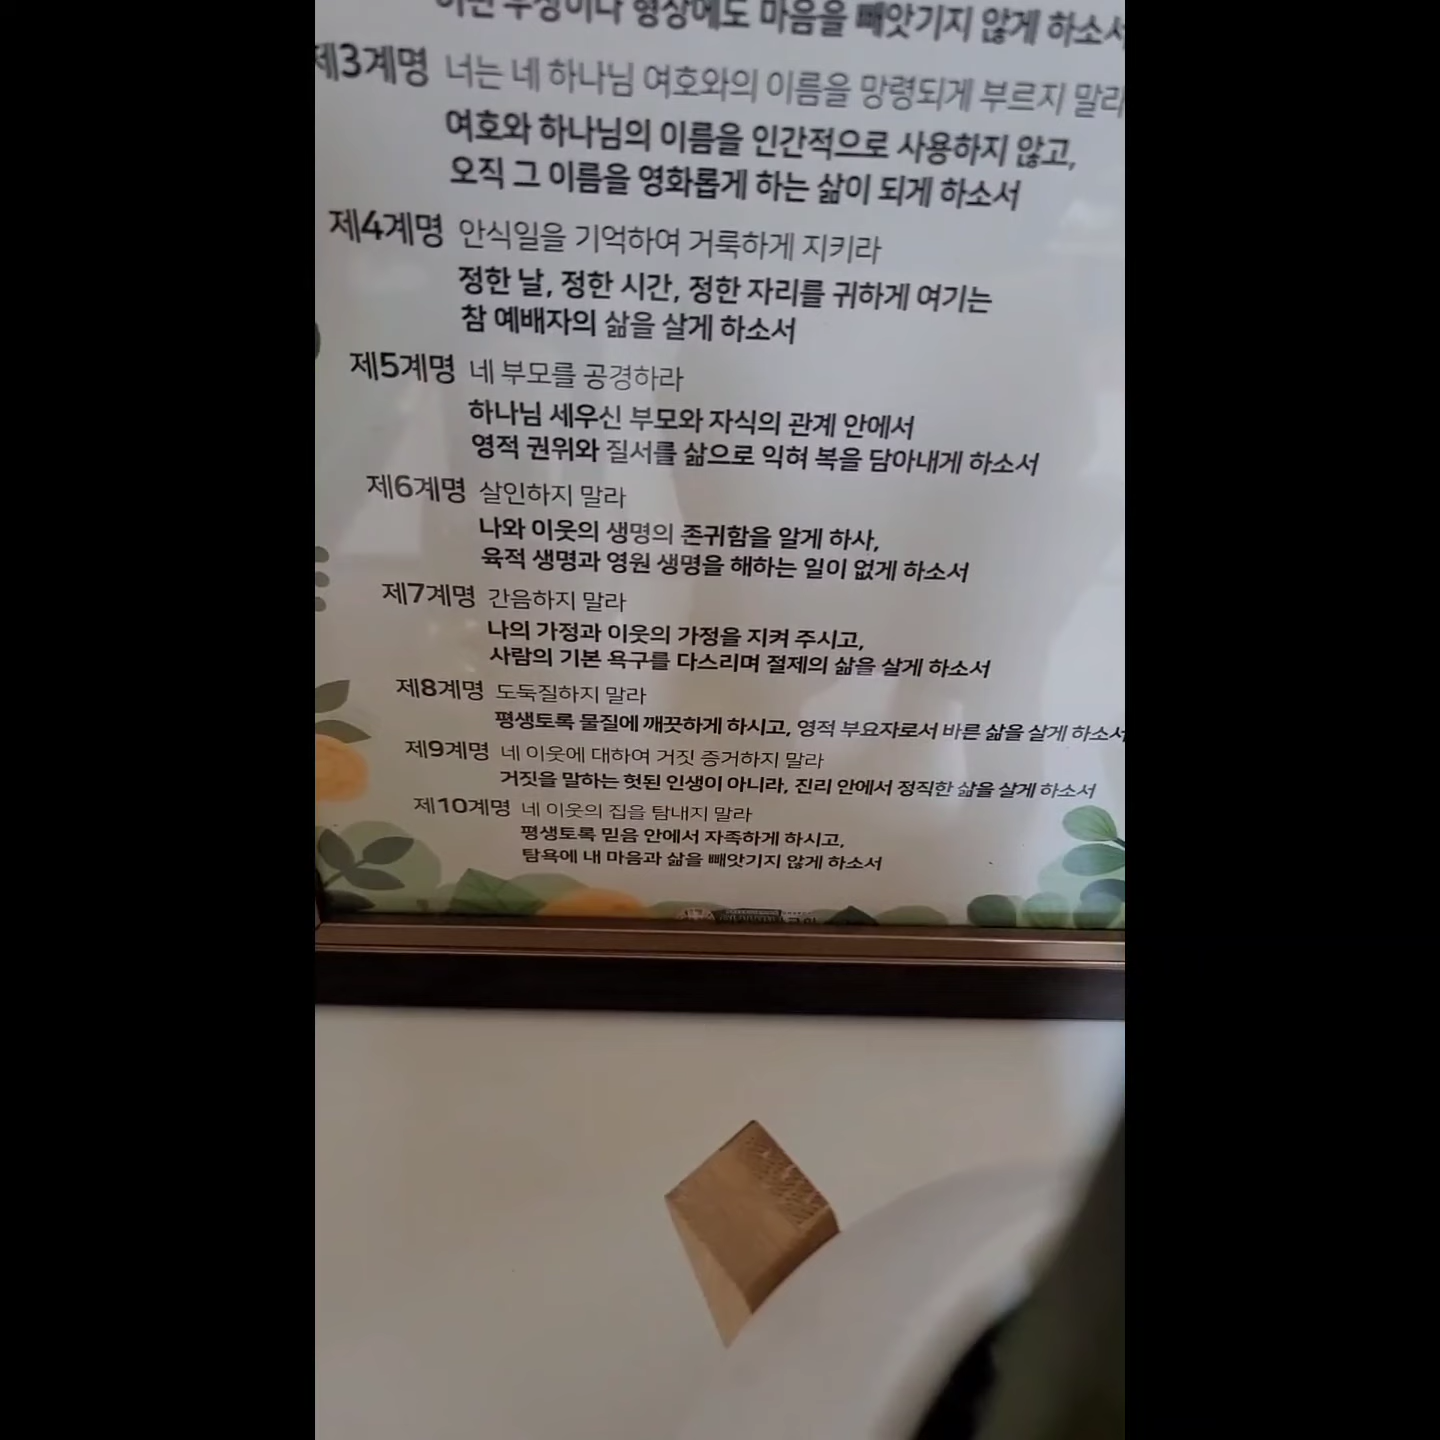 어떤 우상이나 형상에도 마음을 빼앗기지 않게 하소서
제3계명 너는 네 하나님 여호와의 이름을 망령되게 부르지 말라
여호와 하나님의 이름을 인간적으로 사용하지 않고,
오직 그 이름을 영화롭게 하는 삶이 되게 하소서
제4계명 안식일을 기억하여 거룩하게 지키라
정한 날, 정한 시간, 정한 자리를 귀하게 여기는
참 예배자의 삶을 살게 하소서
제5계명 네 부모를 공경하라
하나님 세우신 부모와 자식의 관계 안에서
영적 권위와 질서를 삶으로 익혀 복을 담아내게 하소서
제6계명 살인하지 말라
나와 이웃의 생명의 존귀함을 알게 하사,
육적 생명과 영원 생명을 해하는 일이 없게 하소서
제7계명 간음하지 말라
나의 가정과 이웃의 가정을 지켜 주시고,
사람의 기본 욕구를 다스리며 절제의 삶을 살게 하소서
제8계명 도둑질하지 말라
평생토록 물질에 깨끗하게 하시고, 영적 부요자로서 바른 삶을 살게 하소서
제9계명 네 이웃에 대하여 거짓 증거하지 말라
거짓을 말하는 헛된 인생이 아니라, 진리 안에서 정직한 삶을 살게 하소서
제10계명 네 이웃의 집을 탐내지 말라
평생토록 믿음 안에서 자족하게 하시고,
탐욕에 내 마음과 삶을 빼앗기지 않게 하소서